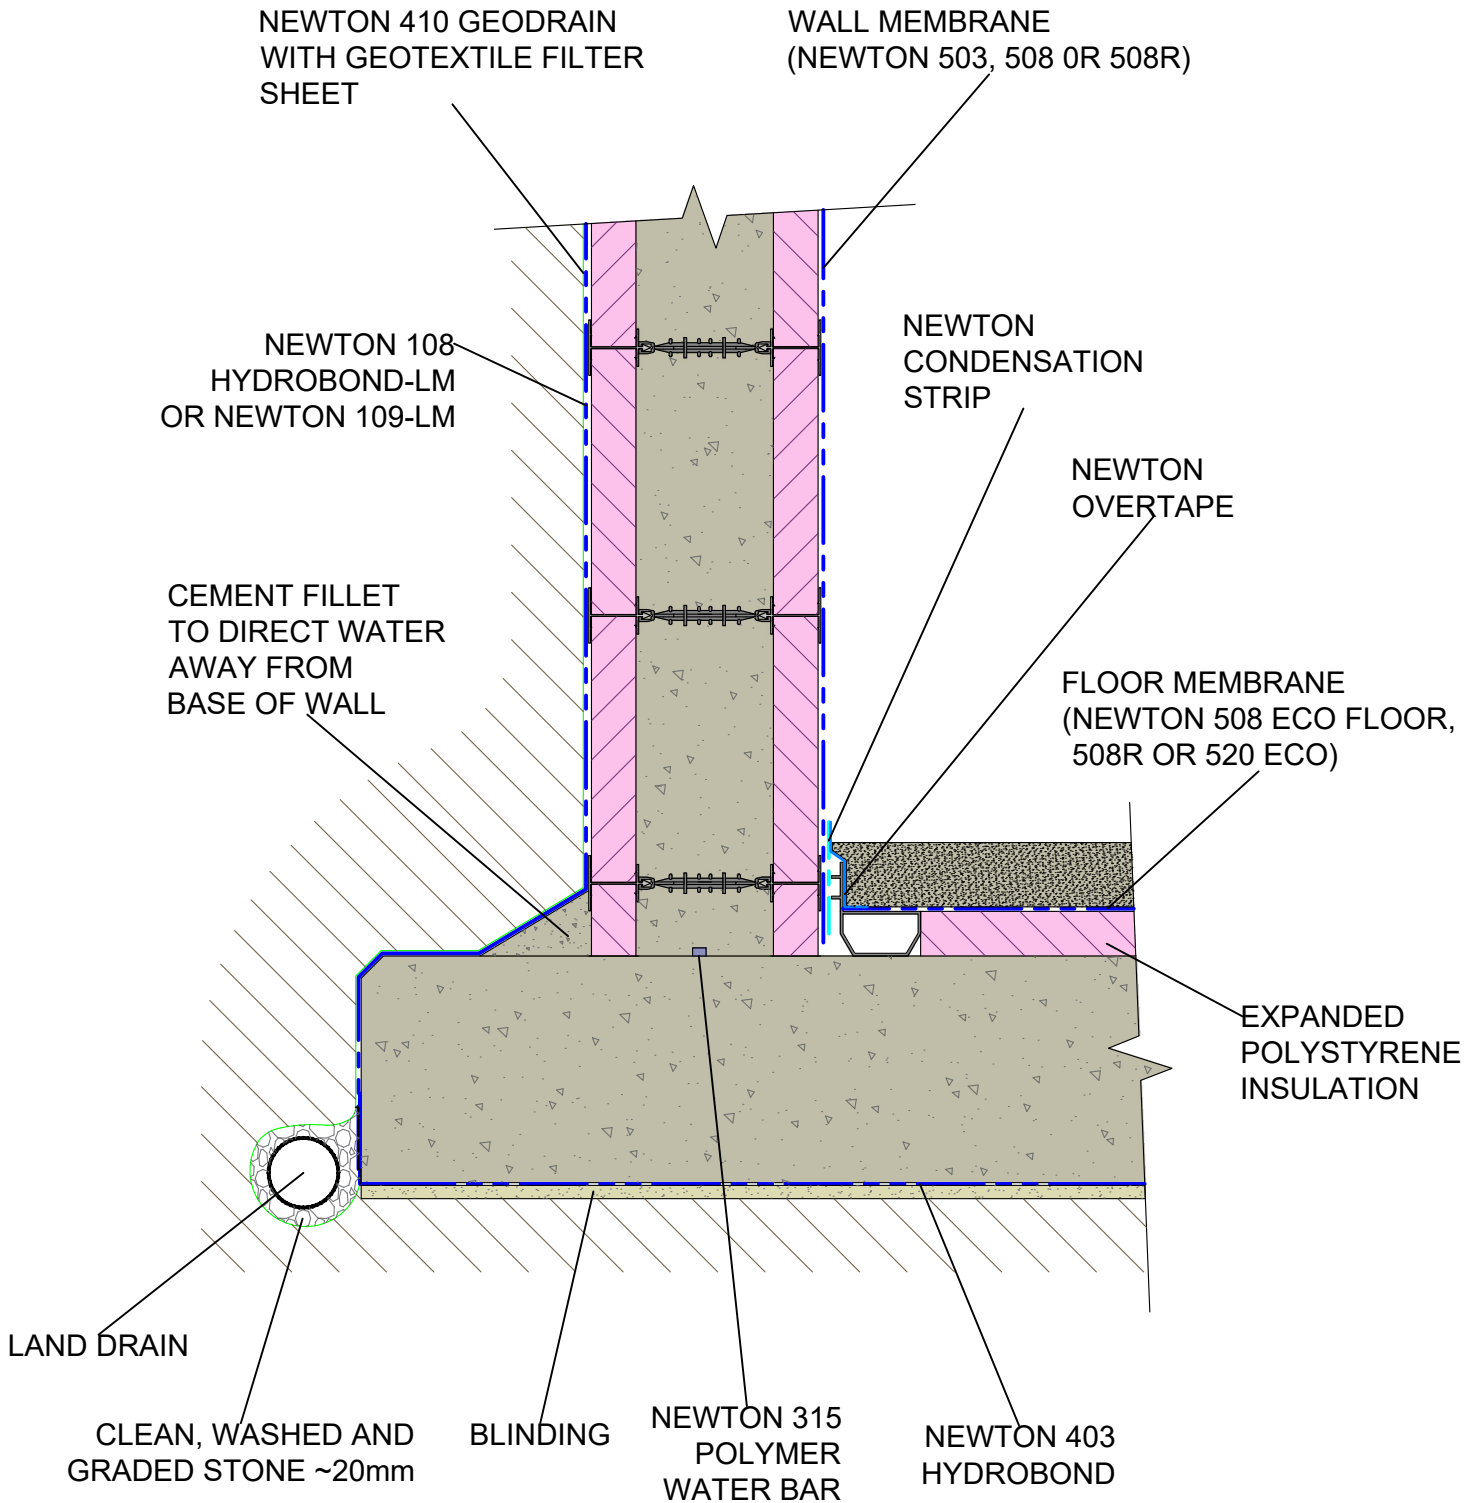 NEWTON 410 GEODRAIN
WITH GEOTEXTILE FILTER
SHEET
WALL MEMBRANE
(NEWTON 503, 508 0R 508R)
NEWTON 108
HYDROBOND-LM
OR NEWTON 109-LM
NEWTON
CONDENSATION
STRIP
NEWTON
OVERTAPE
CEMENT FILLET
TO DIRECT WATER
AWAY FROM
BASE OF WALL
FLOOR MEMBRANE
(NEWTON 508 ECO FLOOR,
508R OR 520 ECO)
EXPANDED
POLYSTYRENE
INSULATION
LAND DRAIN
CLEAN, WASHED AND
GRADED STONE ~20mm
BLINDING
NEWTON 315
POLYMER
WATER BAR
NEWTON 403
HYDROBOND